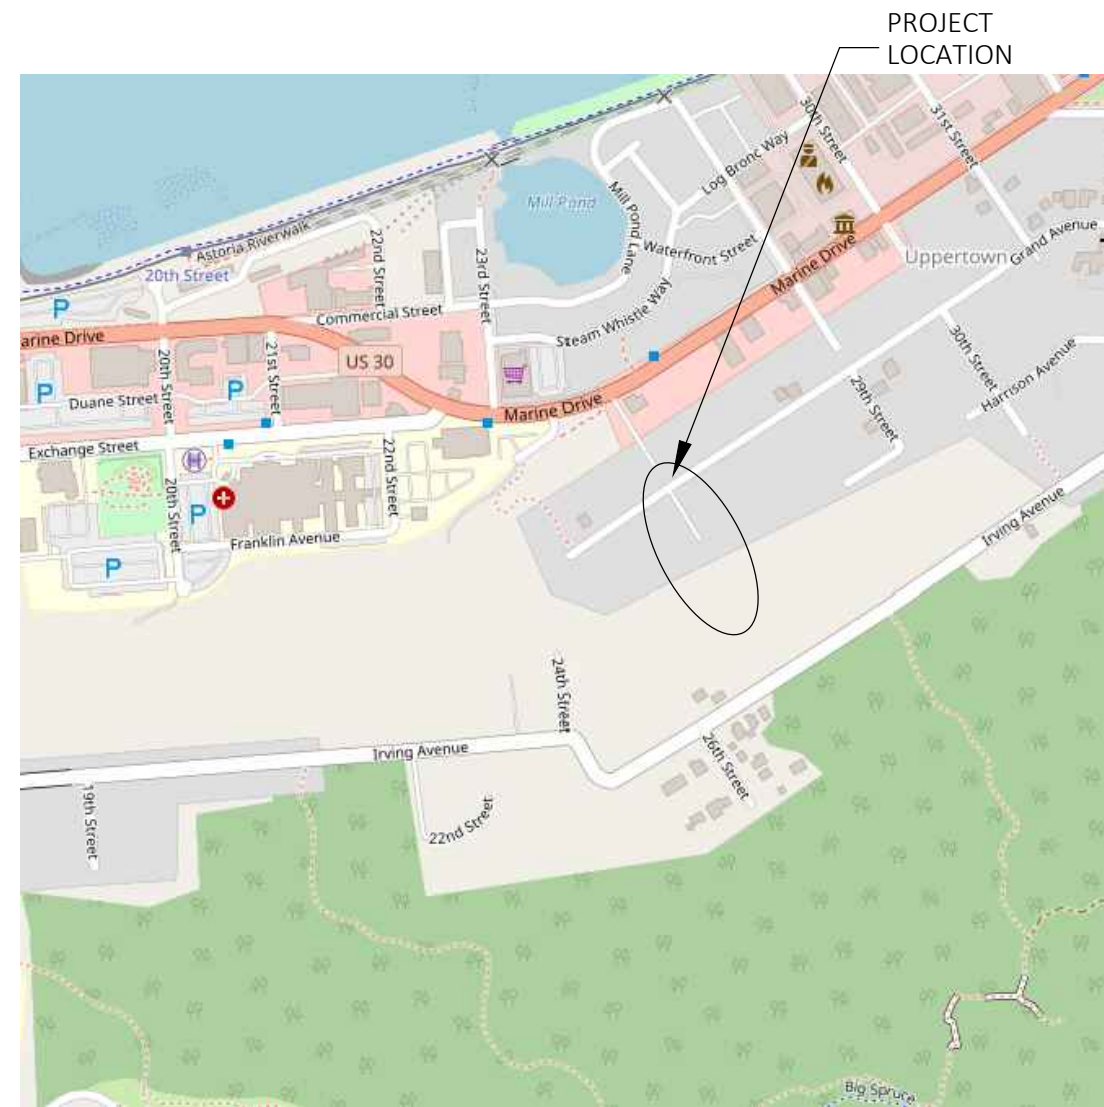 PROJECT
LOCATION
30th Street
31st Street
Log Bronc Way
Mill Pond
Mill Pond Lane
Astoria Riverwalk
22nd Street
23rd Street
Waterfront Street
Marine Drive
Uppertown
Grand Avenue
20th Street
P
Commercial Street
Steam Whistle Way
arine Drive
20th Street
21st Street
US 30
30th Street
Harrison Avenue
P
P
Duane Street
29th Street
Marine Drive
Exchange Street
22nd Street
H
20th Street
P
Franklin Avenue
Irving Avenue
P
24th Street
Irving Avenue
26th Street
19th Street
22nd Street
Big Spruce